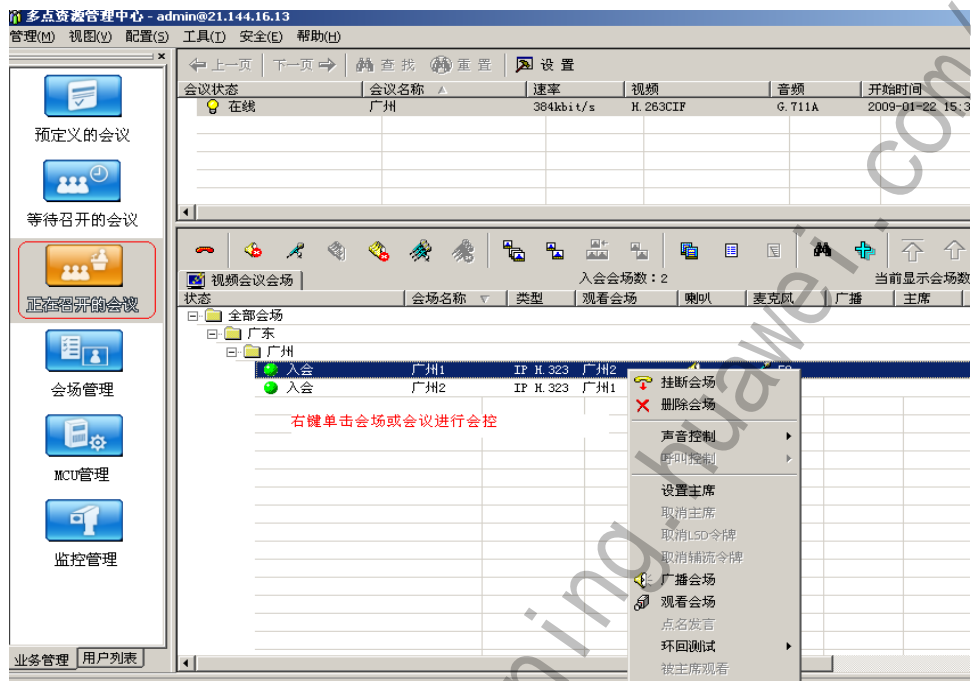 多点资源管理中心 - admin@21.144.16.13
管理(M) 视图(V) 配置(S) 工具(T) 安全(E) 帮助(H)
上一页 下一页 查找 重置 设置
会议状态 会议名称 速率 视频 音频 开始时间
在线 广州 384kbit/s H.263CIF G.711A 2009-01-22 15:3
预定义的会议
等待召开的会议
正在召开的会议
会场管理
MCU管理
监控管理
业务管理 用户列表
视频会议会场 入会会场数：2 当前显示会场数
状态 会场名称 类型 观看会场 喇叭 麦克风 广播 主席
全部会场
广东
广州
入会 广州1 IP H.323 广州2
入会 广州2 IP H.323 广州1
右键单击会场或会议进行会控
挂断会场
删除会场
声音控制
呼叫控制
设置主席
取消主席
取消LSD令牌
取消辅流令牌
广播会场
观看会场
点名发言
环回测试
被主席观看
ning.huawei.com/